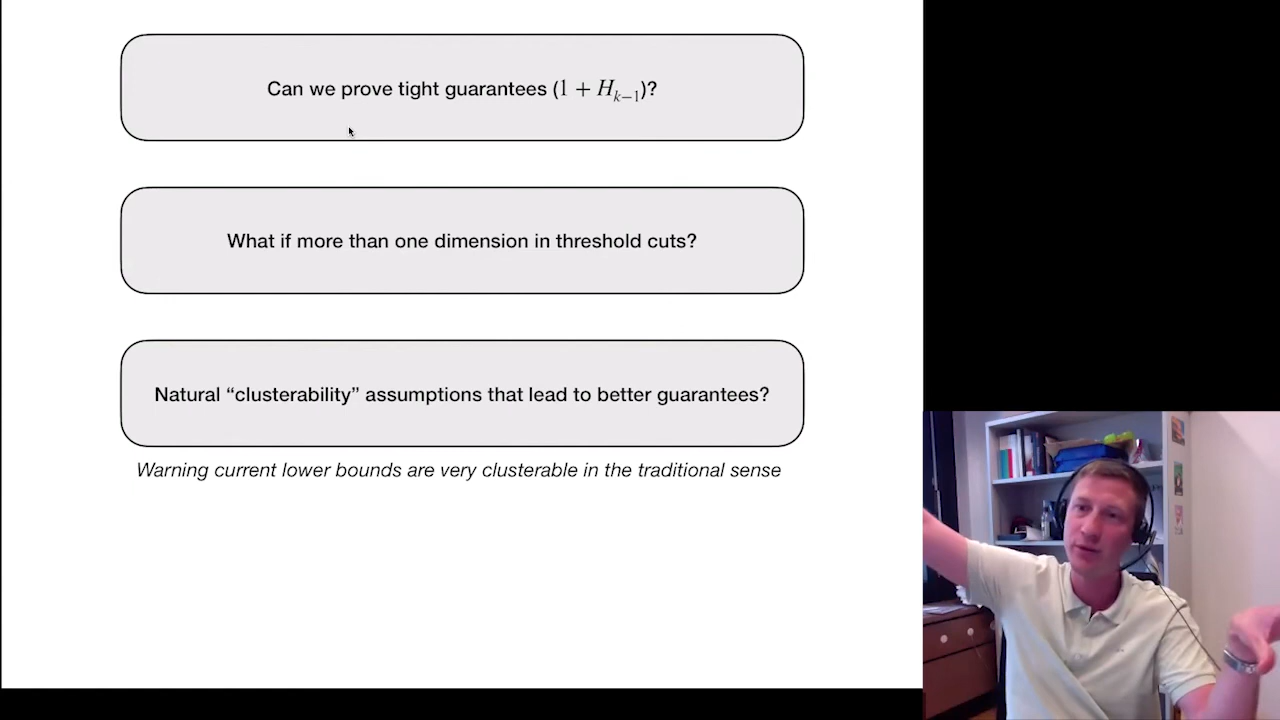 Can we prove tight guarantees (1 + H_{k−1})?
What if more than one dimension in threshold cuts?
Natural “clusterability” assumptions that lead to better guarantees?
Warning current lower bounds are very clusterable in the traditional sense